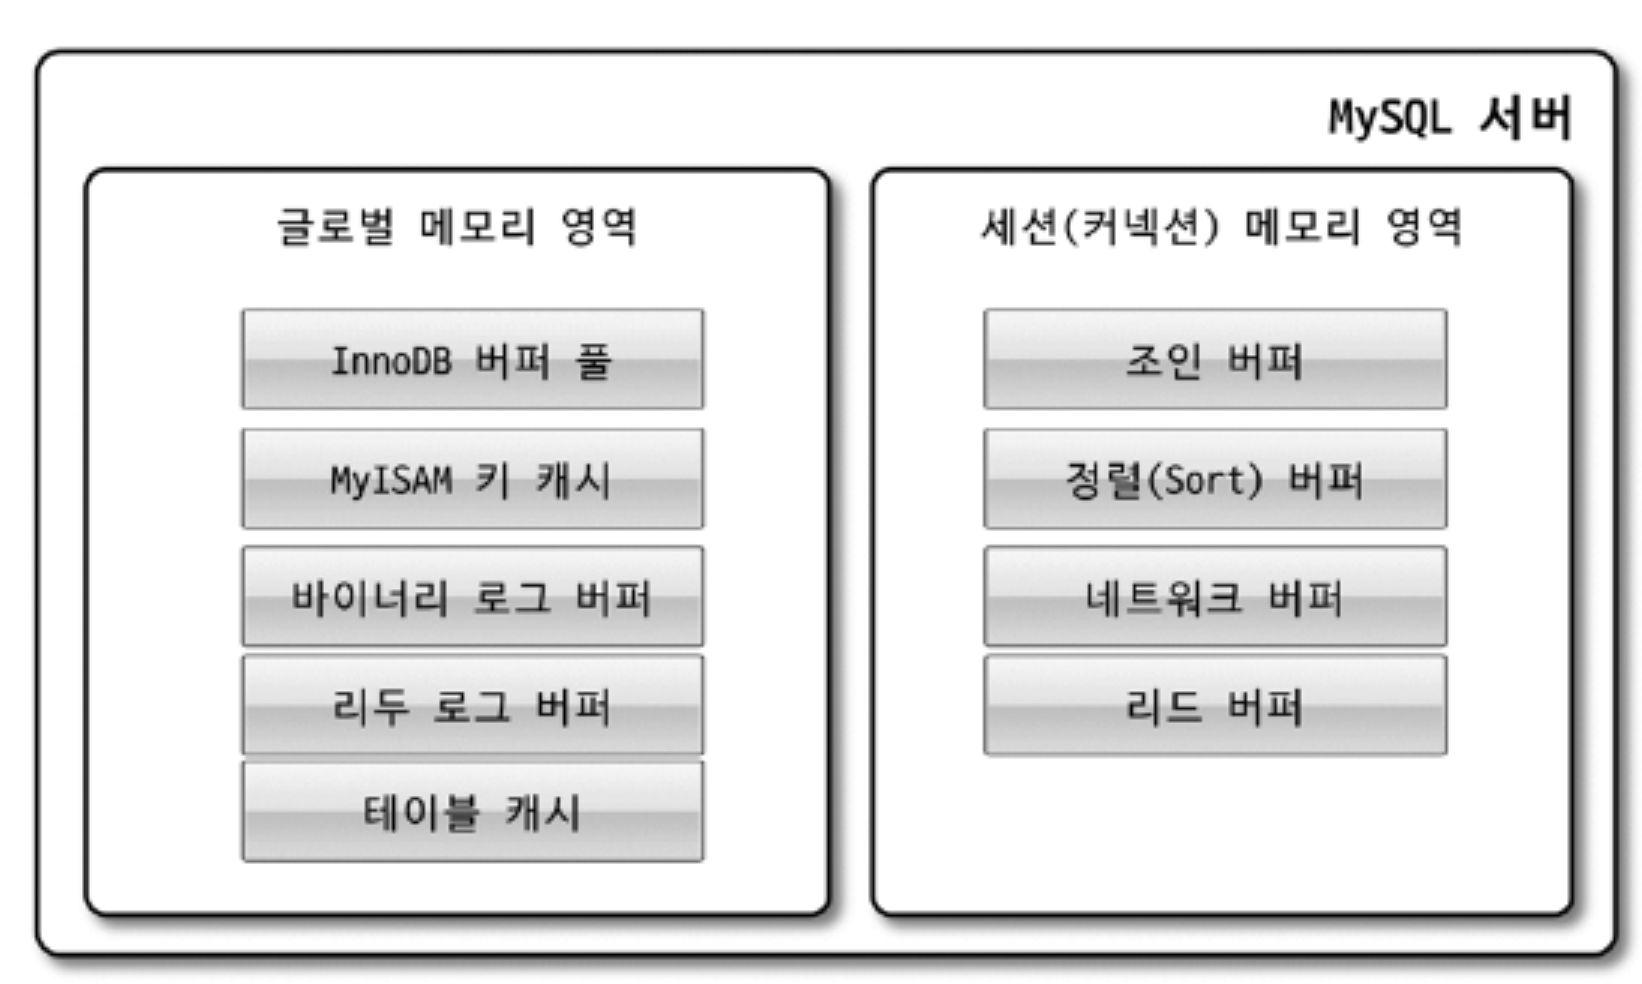 MySQL 서버
글로벌 메모리 영역
InnoDB 버퍼 풀
MyISAM 키 캐시
바이너리 로그 버퍼
리두 로그 버퍼
테이블 캐시
세션(커넥션) 메모리 영역
조인 버퍼
정렬(Sort) 버퍼
네트워크 버퍼
리드 버퍼